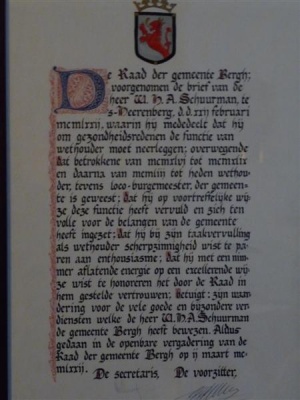 De Raad der gemeente Bergh;
voorgenomen de brief van de
heer W. H. A. Schuurman, te
's-Heerenberg, d.d. xxij februari
mcmlxxij, waarin hij mededeelt dat hij
om gezondheidsredenen de functie van
wethouder moet neerleggen; overwegende
dat betrokkene van mcmxlvi tot mcmxlix
en daarna van mcmliij tot heden wethou-
der, tevens loco-burgemeester, der gemeen-
te is geweest; dat hij op voortreffelijke wij
ze deze functie heeft vervuld en zich ten
volle voor de belangen van de gemeente
heeft ingezet; dat hij bij zijn taakvervulling
als wethouder scherpzinnigheid wist te pa-
ren aan enthousiasme; dat hij met een nim
mer aflatende energie op een excellerende wij
ze wist te honoreren het door de Raad in
hem gestelde vertrouwen; betuigt: zijn waar
dering voor de vele goede en bijzondere ver-
diensten welke de heer W.H.A. Schuurman
de gemeente Bergh heeft bewezen. Aldus
gedaan in de openbare vergadering van de
Raad der gemeente Bergh op ij maart mc-
mlxxij.
De secretaris, De voorzitter,